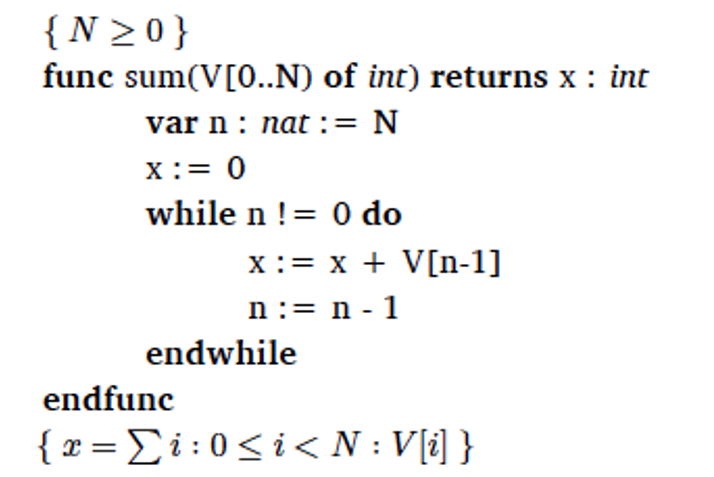 { N ≥ 0 }
func sum(V[0..N) of int) returns x : int
var n : nat := N
x := 0
while n != 0 do
x := x + V[n-1]
n := n - 1
endwhile
endfunc
{ x = ∑ i : 0 ≤ i < N : V[i] }